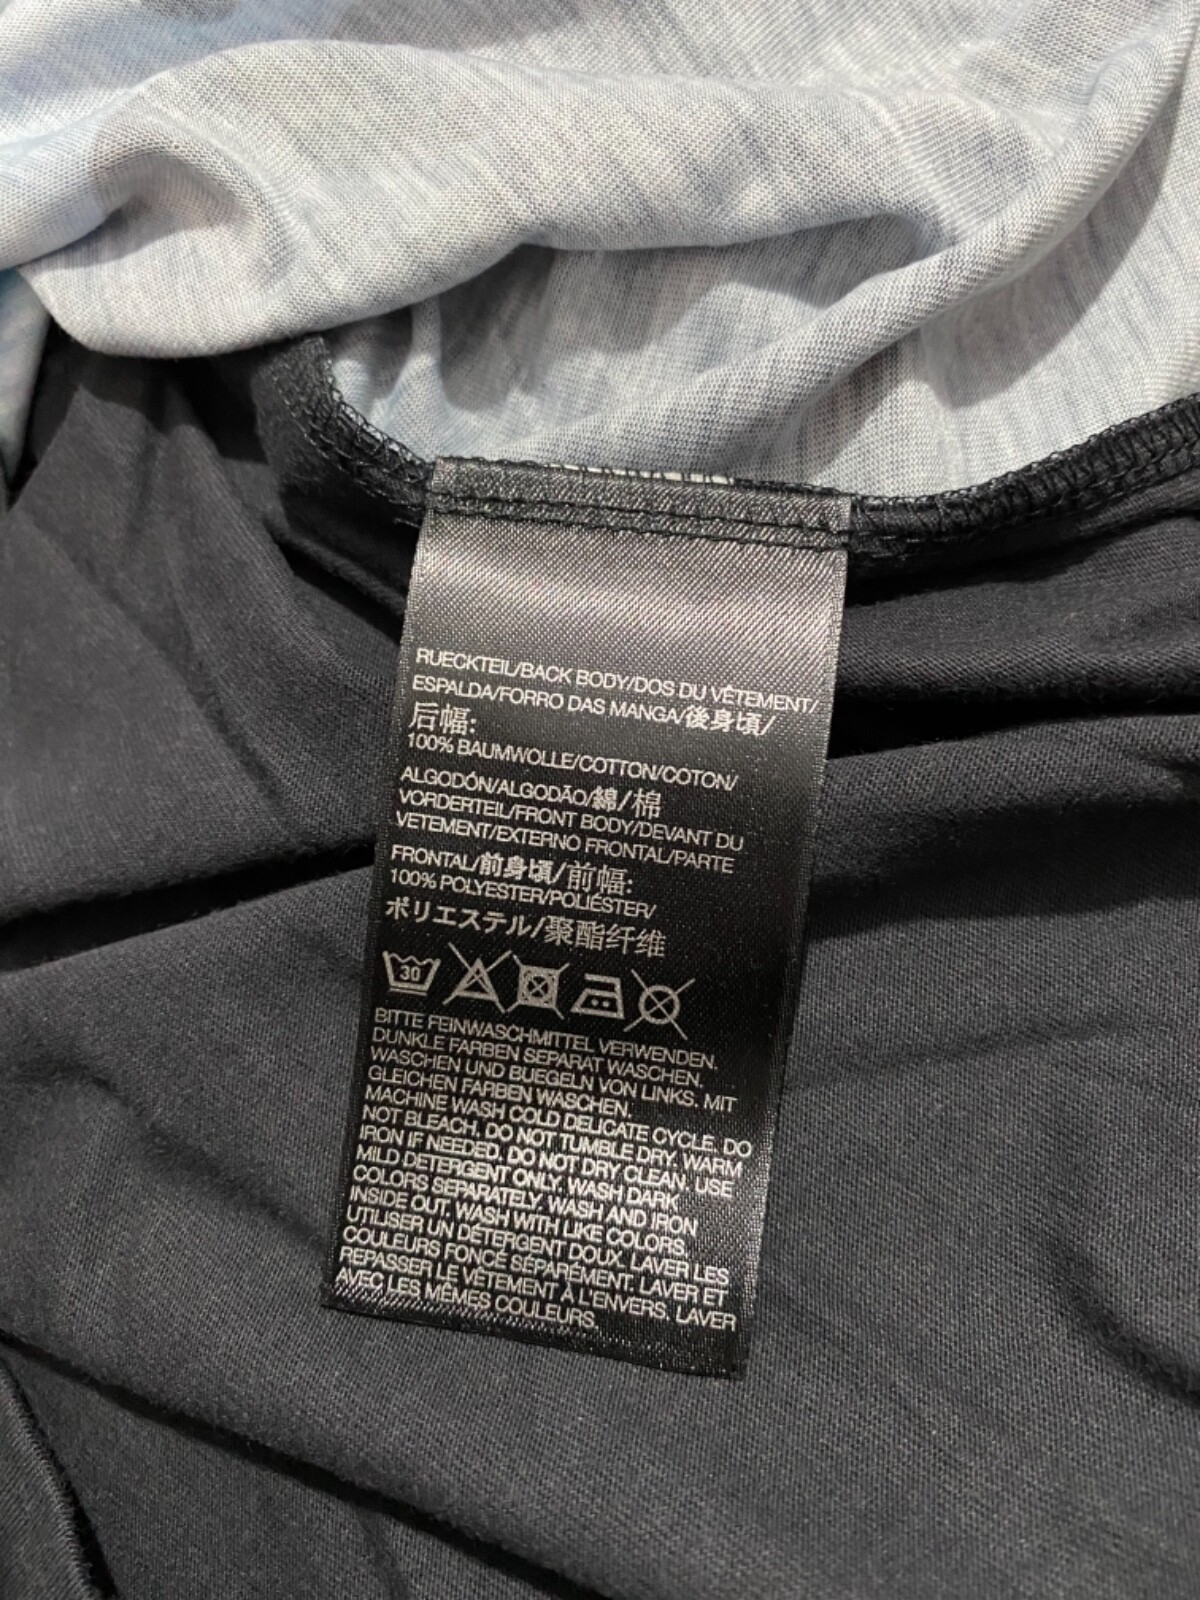 RUECKTEIL/BACK BODY/DOS DU VÊTEMENT/
ESPALDA/FORRO DAS MANGA/後身頃/
后幅:
100% BAUMWOLLE/COTTON/COTON/
ALGODÓN/ALGODÃO/綿/棉
VORDERTEIL/FRONT BODY/DEVANT DU
VETEMENT/EXTERNO FRONTAL/PARTE
FRONTAL/前身頃/前幅:
100% POLYESTER/POLIÉSTER/
ポリエステル/聚酯纤维
30
BITTE FEINWASCHMITTEL VERWENDEN.
DUNKLE FARBEN SEPARAT WASCHEN.
WASCHEN UND BUEGELN VON LINKS. MIT
GLEICHEN FARBEN WASCHEN.
MACHINE WASH COLD DELICATE CYCLE. DO
NOT BLEACH. DO NOT TUMBLE DRY. WARM
IRON IF NEEDED. DO NOT DRY CLEAN. USE
MILD DETERGENT ONLY. WASH DARK
COLORS SEPARATELY. WASH AND IRON
INSIDE OUT. WASH WITH LIKE COLORS.
UTILISER UN DÉTERGENT DOUX. LAVER LES
COULEURS FONCÉ SÉPARÉMENT. LAVER ET
REPASSER LE VÊTEMENT À L'ENVERS. LAVER
AVEC LES MÊMES COULEURS.